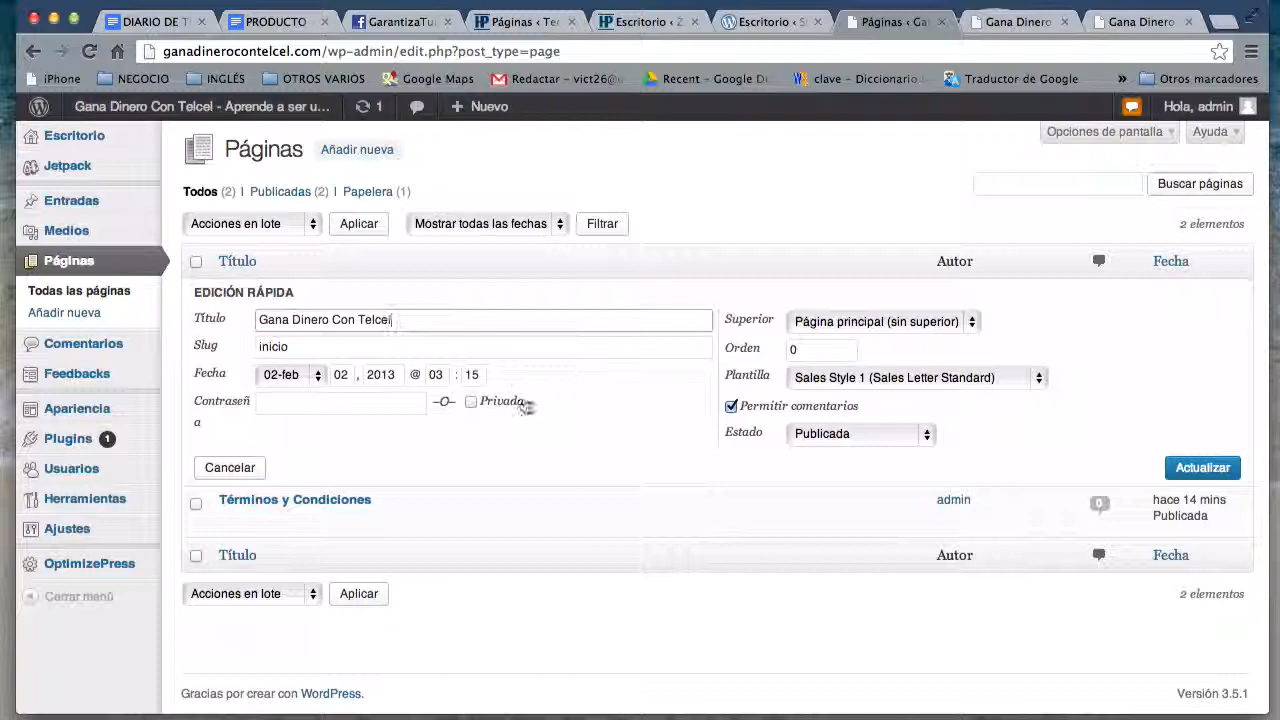 DIARIO DE T
PRODUCTO
GarantizaTu
Páginas ‹ Te
Escritorio ‹ 2
Escritorio ‹ S
Páginas ‹ Ga
Gana Dinero
Gana Dinero
ganadinerocontelcel.com/wp-admin/edit.php?post_type=page
iPhone
NEGOCIO
INGLÉS
OTROS VARIOS
Google Maps
Redactar – vict26@
Recent – Google D
clave – Diccionario
Traductor de Google
»
Otros marcadores
Gana Dinero Con Telcel - Aprende a ser u...
1
+ Nuevo
Hola, admin
Escritorio
Jetpack
Entradas
Medios
Páginas
Todas las páginas
Añadir nueva
Comentarios
Feedbacks
Apariencia
Plugins 1
Usuarios
Herramientas
Ajustes
OptimizePress
Cerrar menú
Opciones de pantalla
Ayuda
Páginas
Añadir nueva
Todos (2) | Publicadas (2) | Papelera (1)
Buscar páginas
Acciones en lote
Aplicar
Mostrar todas las fechas
Filtrar
2 elementos
Título
Autor
Fecha
EDICIÓN RÁPIDA
Título
Gana Dinero Con Telcel
Slug
inicio
Fecha
02-feb
02 , 2013 @ 03 : 15
Contraseñ
a
–O–
Privada
Superior
Página principal (sin superior)
Orden
0
Plantilla
Sales Style 1 (Sales Letter Standard)
Permitir comentarios
Estado
Publicada
Cancelar
Actualizar
Términos y Condiciones
admin
0
hace 14 mins
Publicada
Título
Autor
Fecha
Acciones en lote
Aplicar
2 elementos
Gracias por crear con WordPress.
Versión 3.5.1